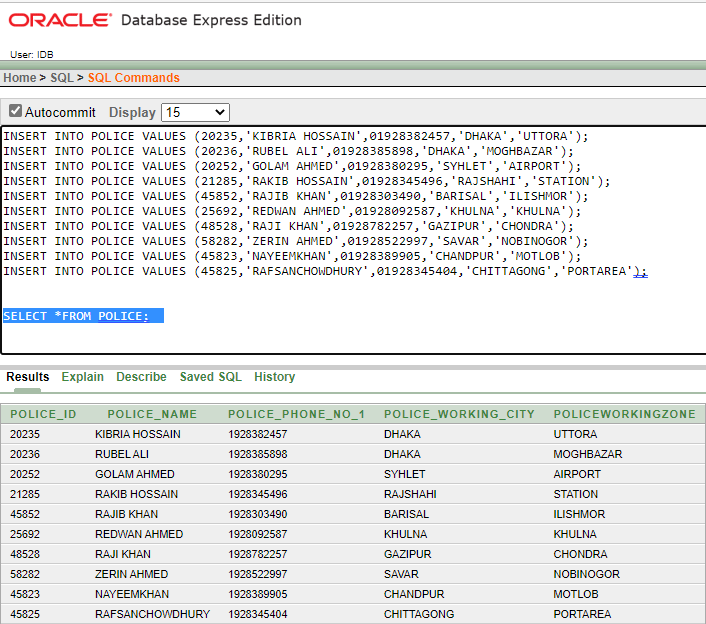 ORACLE® Database Express Edition
User: IDB
Home > SQL > SQL Commands
Autocommit Display 15
INSERT INTO POLICE VALUES (20235,'KIBRIA HOSSAIN',01928382457,'DHAKA','UTTORA');
INSERT INTO POLICE VALUES (20236,'RUBEL ALI',01928385898,'DHAKA','MOGHBAZAR');
INSERT INTO POLICE VALUES (20252,'GOLAM AHMED',01928380295,'SYHLET','AIRPORT');
INSERT INTO POLICE VALUES (21285,'RAKIB HOSSAIN',01928345496,'RAJSHAHI','STATION');
INSERT INTO POLICE VALUES (45852,'RAJIB KHAN',01928303490,'BARISAL','ILISHMOR');
INSERT INTO POLICE VALUES (25692,'REDWAN AHMED',01928092587,'KHULNA','KHULNA');
INSERT INTO POLICE VALUES (48528,'RAJI KHAN',01928782257,'GAZIPUR','CHONDRA');
INSERT INTO POLICE VALUES (58282,'ZERIN AHMED',01928522997,'SAVAR','NOBINOGOR');
INSERT INTO POLICE VALUES (45823,'NAYEEMKHAN',01928389905,'CHANDPUR','MOTLOB');
INSERT INTO POLICE VALUES (45825,'RAFSANCHOWDHURY',01928345404,'CHITTAGONG','PORTAREA');
SELECT *FROM POLICE;
Results Explain Describe Saved SQL History
POLICE_ID POLICE_NAME POLICE_PHONE_NO_1 POLICE_WORKING_CITY POLICEWORKINGZONE
20235 KIBRIA HOSSAIN 1928382457 DHAKA UTTORA
20236 RUBEL ALI 1928385898 DHAKA MOGHBAZAR
20252 GOLAM AHMED 1928380295 SYHLET AIRPORT
21285 RAKIB HOSSAIN 1928345496 RAJSHAHI STATION
45852 RAJIB KHAN 1928303490 BARISAL ILISHMOR
25692 REDWAN AHMED 1928092587 KHULNA KHULNA
48528 RAJI KHAN 1928782257 GAZIPUR CHONDRA
58282 ZERIN AHMED 1928522997 SAVAR NOBINOGOR
45823 NAYEEMKHAN 1928389905 CHANDPUR MOTLOB
45825 RAFSANCHOWDHURY 1928345404 CHITTAGONG PORTAREA